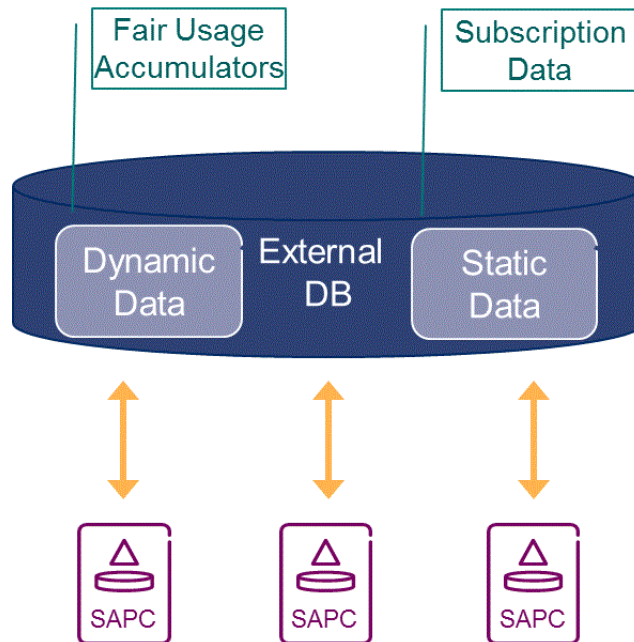 Fair Usage
Accumulators
Subscription
Data
Dynamic
Data
External
DB
Static
Data
SAPC
SAPC
SAPC